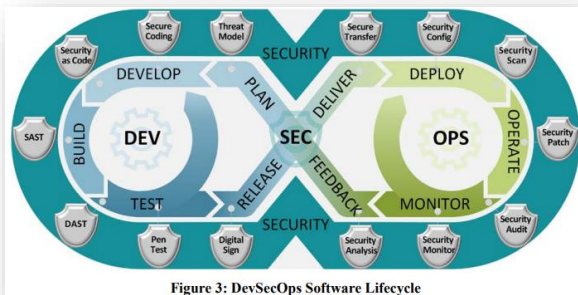 Secure
Coding
Threat
Model
Secure
Transfer
Security
Config
Security
as Code
SECURITY
Security
Scan
DEVELOP
PLAN
DELIVER
DEPLOY
SAST
BUILD
DEV
SEC
OPS
OPERATE
Security
Patch
TEST
RELEASE
FEEDBACK
MONITOR
DAST
SECURITY
Security
Audit
Pen
Test
Digital
Sign
Security
Analysis
Security
Monitor
Figure 3: DevSecOps Software Lifecycle